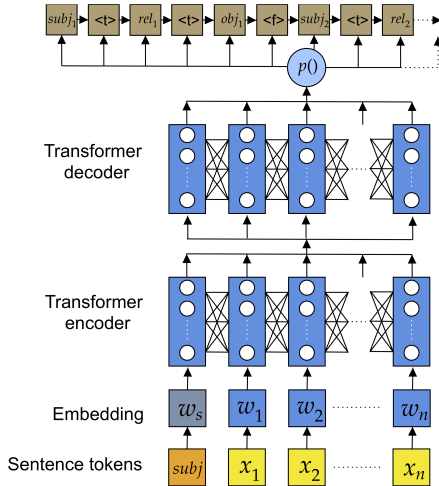 subj₁ <t> rel₁ <t> obj₁ <f> subj₂ <t> rel₂
p()
Transformer
decoder
Transformer
encoder
Embedding wₛ w₁ w₂ wₙ
Sentence tokens subj x₁ x₂ xₙ